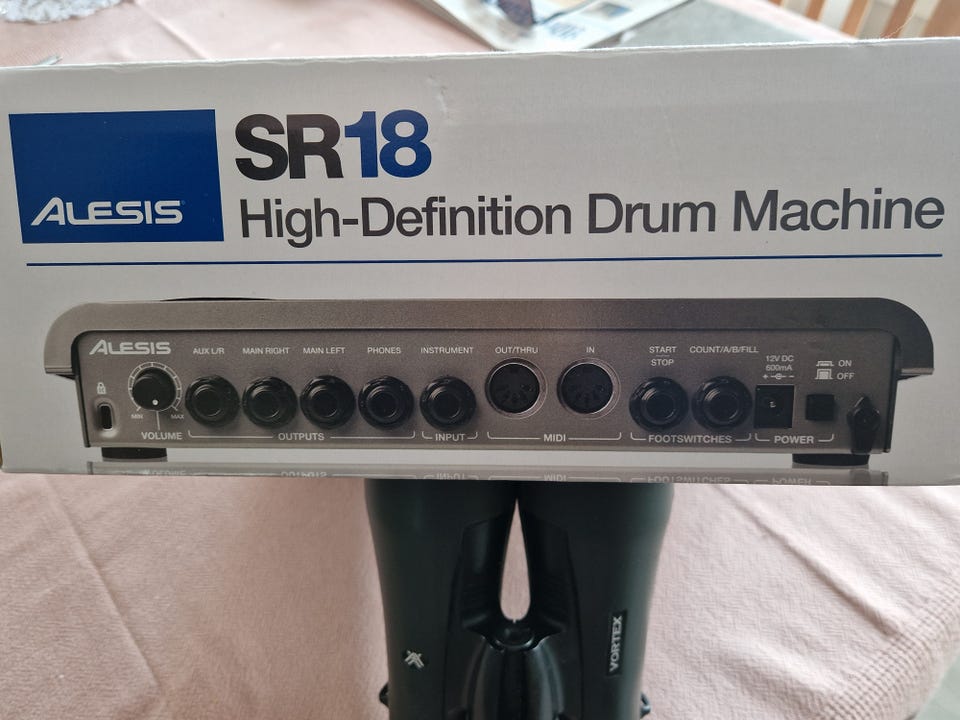 SR18
ALESIS
High-Definition Drum Machine
ALESIS
AUX L/R MAIN RIGHT MAIN LEFT PHONES INSTRUMENT OUT/THRU IN START STOP COUNT/A/B/FILL 12V DC 600mA ON OFF
MIN MAX
VOLUME OUTPUTS INPUT MIDI FOOTSWITCHES POWER
VORTEX